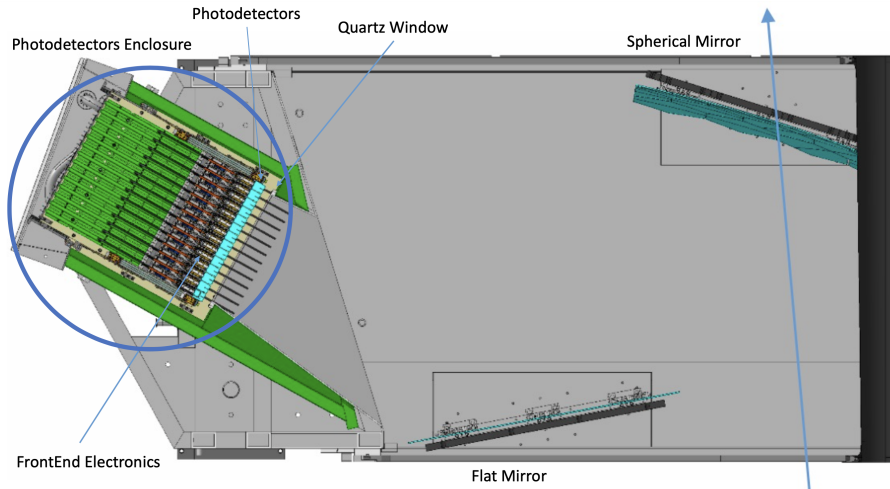 Photodetectors
Quartz Window
Photodetectors Enclosure
Spherical Mirror
FrontEnd Electronics
Flat Mirror